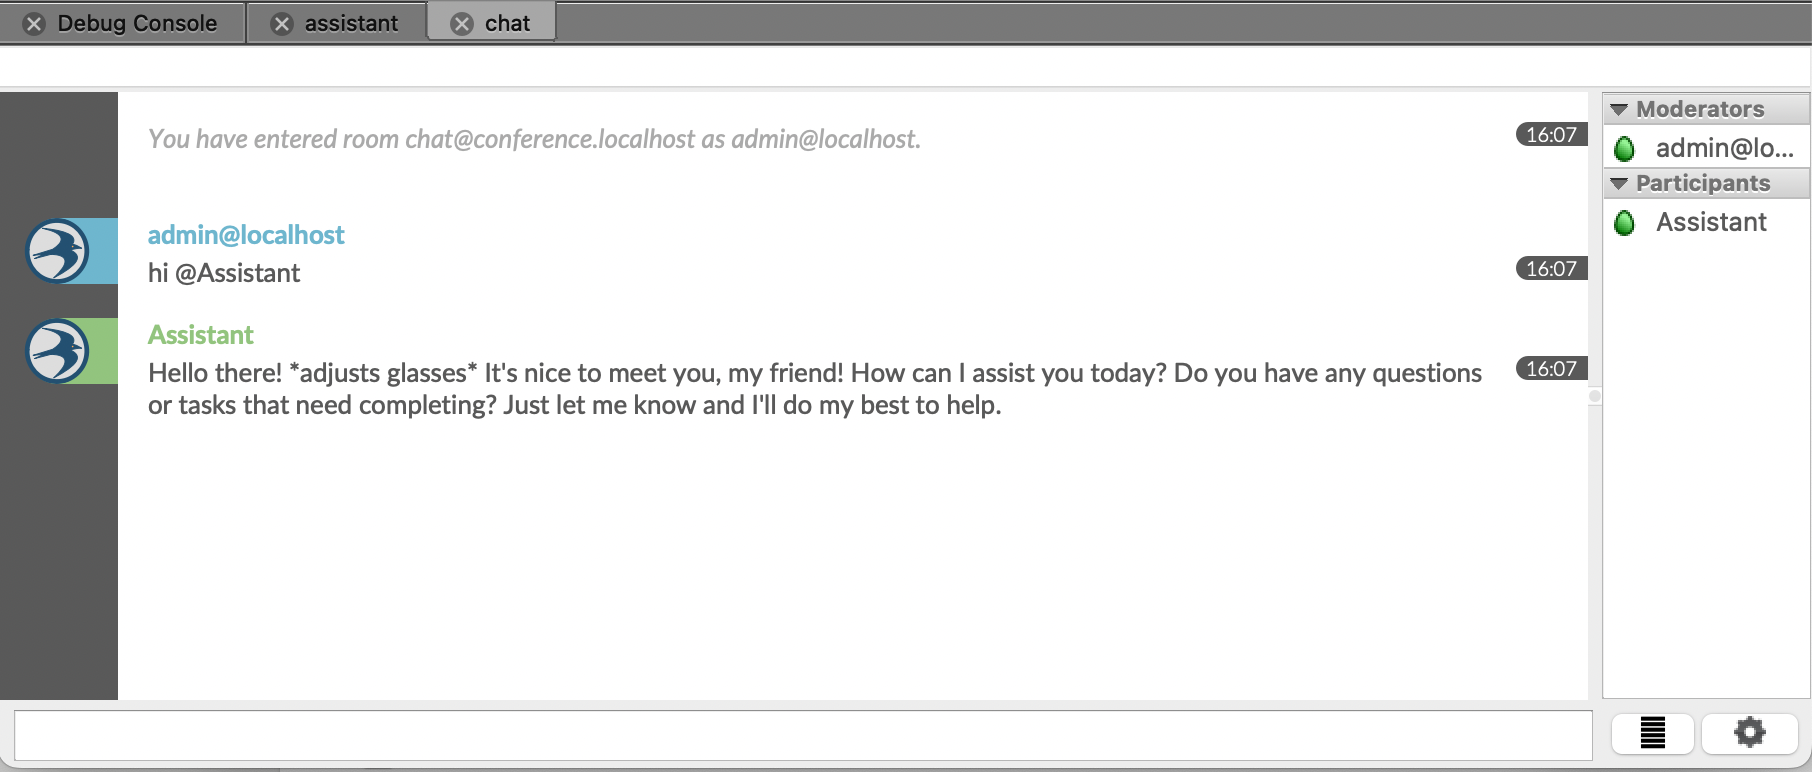 Debug Console
assistant
chat
You have entered room chat@conference.localhost as admin@localhost.
16:07
admin@localhost
hi @Assistant
16:07
Assistant
Hello there! *adjusts glasses* It's nice to meet you, my friend! How can I assist you today? Do you have any questions
16:07
or tasks that need completing? Just let me know and I'll do my best to help.
Moderators
admin@lo...
Participants
Assistant